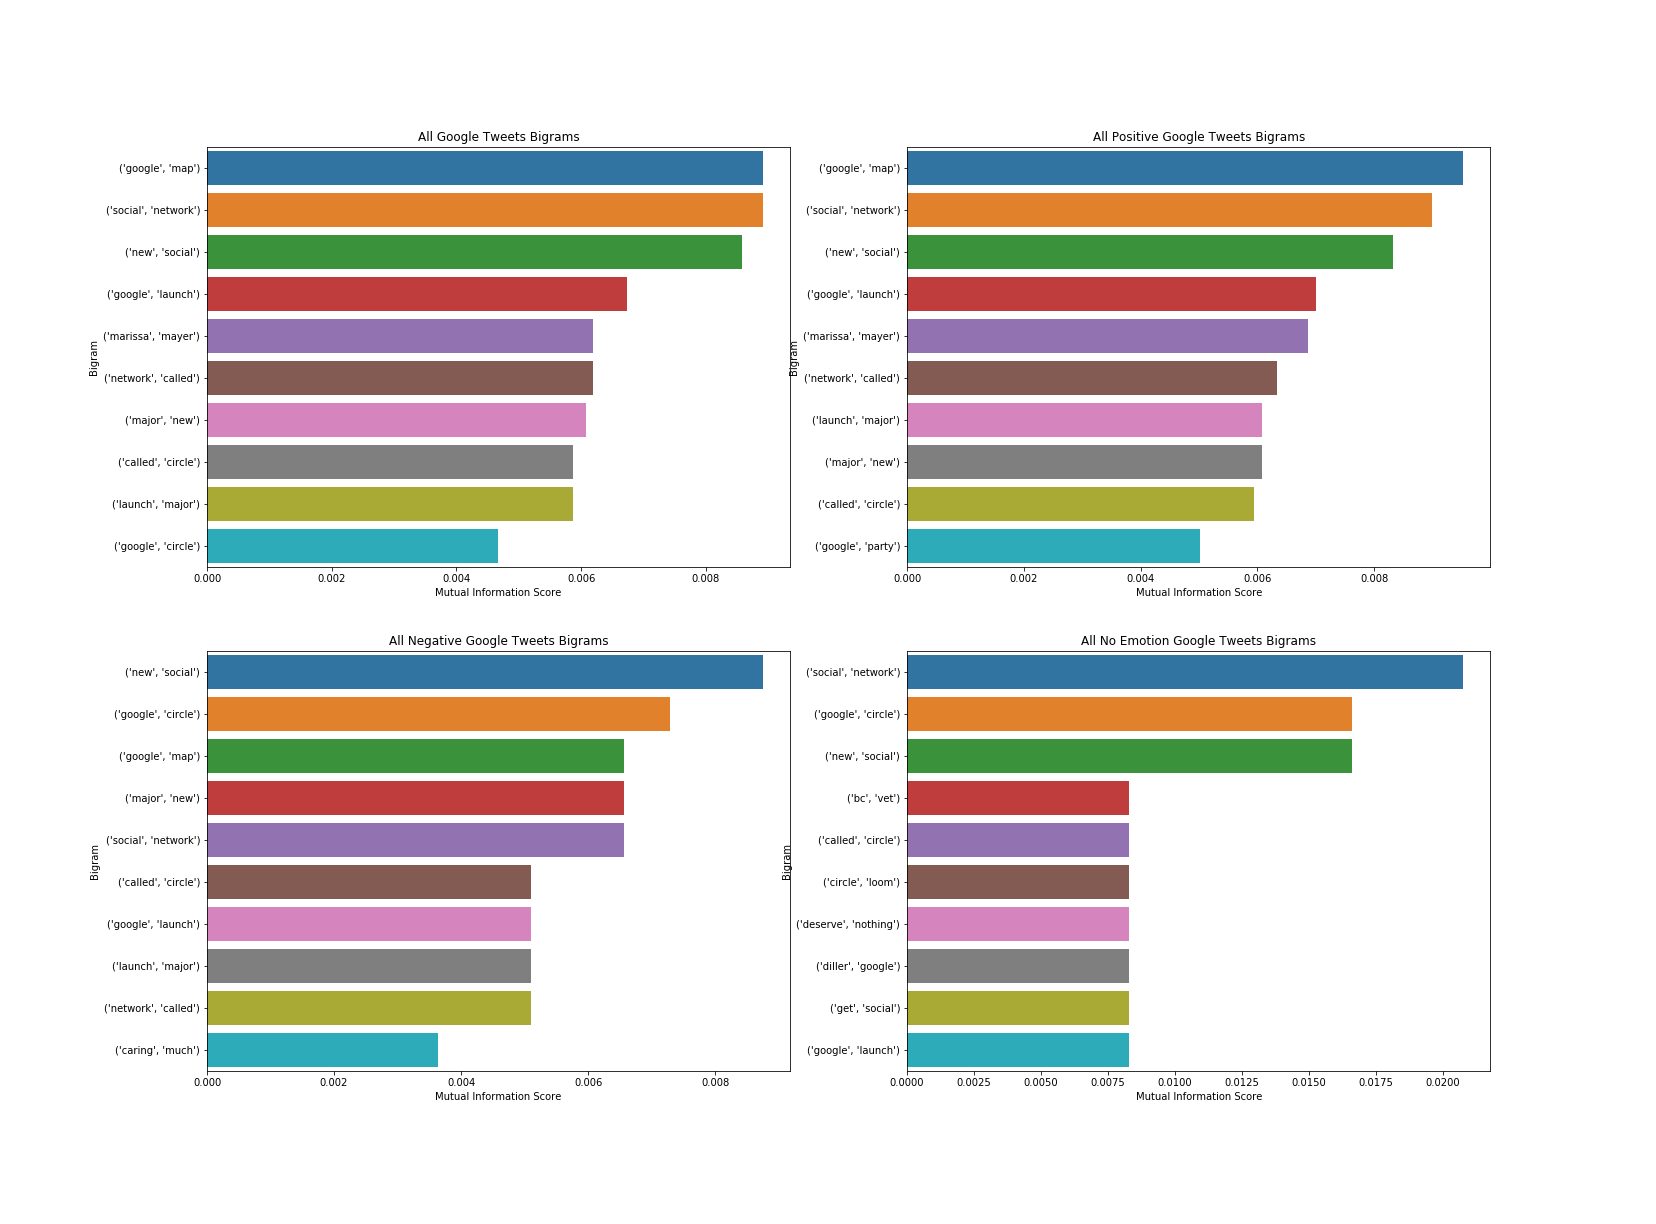 All Google Tweets Bigrams
('google', 'map')
('social', 'network')
('new', 'social')
('google', 'launch')
('marissa', 'mayer')
('network', 'called')
('major', 'new')
('called', 'circle')
('launch', 'major')
('google', 'circle')
Bigram
0.000 0.002 0.004 0.006 0.008
Mutual Information Score
All Positive Google Tweets Bigrams
('google', 'map')
('social', 'network')
('new', 'social')
('google', 'launch')
('marissa', 'mayer')
('network', 'called')
('launch', 'major')
('major', 'new')
('called', 'circle')
('google', 'party')
Bigram
0.000 0.002 0.004 0.006 0.008
Mutual Information Score
All Negative Google Tweets Bigrams
('new', 'social')
('google', 'circle')
('google', 'map')
('major', 'new')
('social', 'network')
('called', 'circle')
('google', 'launch')
('launch', 'major')
('network', 'called')
('caring', 'much')
Bigram
0.000 0.002 0.004 0.006 0.008
Mutual Information Score
All No Emotion Google Tweets Bigrams
('social', 'network')
('google', 'circle')
('new', 'social')
('bc', 'vet')
('called', 'circle')
('circle', 'loom')
('deserve', 'nothing')
('diller', 'google')
('get', 'social')
('google', 'launch')
Bigram
0.0000 0.0025 0.0050 0.0075 0.0100 0.0125 0.0150 0.0175 0.0200
Mutual Information Score